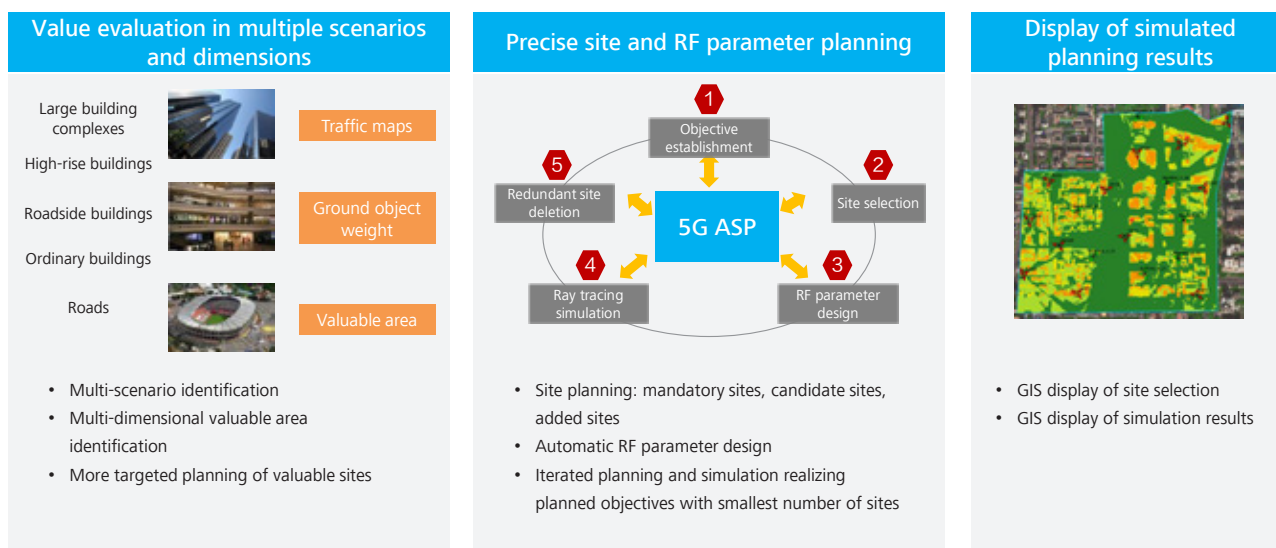 Value evaluation in multiple scenarios
and dimensions
Large building
complexes
High-rise buildings
Roadside buildings
Ordinary buildings
Roads
Traffic maps
Ground object
weight
Valuable area
• Multi-scenario identification
• Multi-dimensional valuable area
identification
• More targeted planning of valuable sites
Precise site and RF parameter planning
1
Objective
establishment
5
Redundant site
deletion
2
Site selection
5G ASP
4
Ray tracing
simulation
3
RF parameter
design
• Site planning: mandatory sites, candidate sites,
added sites
• Automatic RF parameter design
• Iterated planning and simulation realizing
planned objectives with smallest number of sites
Display of simulated
planning results
• GIS display of site selection
• GIS display of simulation results